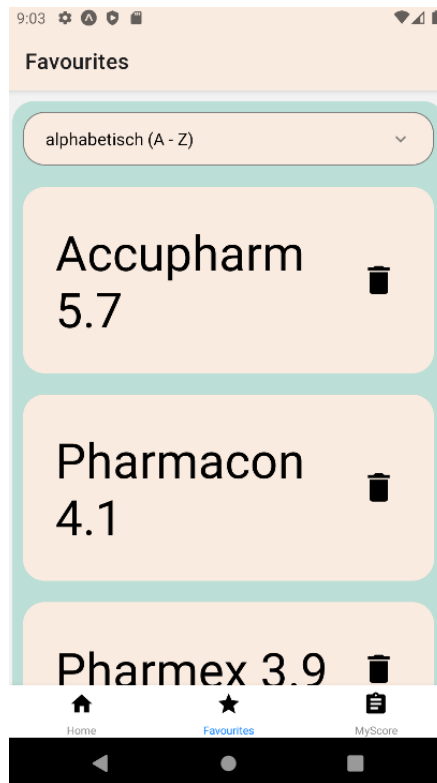 9:03
Favourites
alphabetisch (A - Z)
Accupharm
5.7
Pharmacon
4.1
Pharmex 3.9
Home
Favourites
MyScore